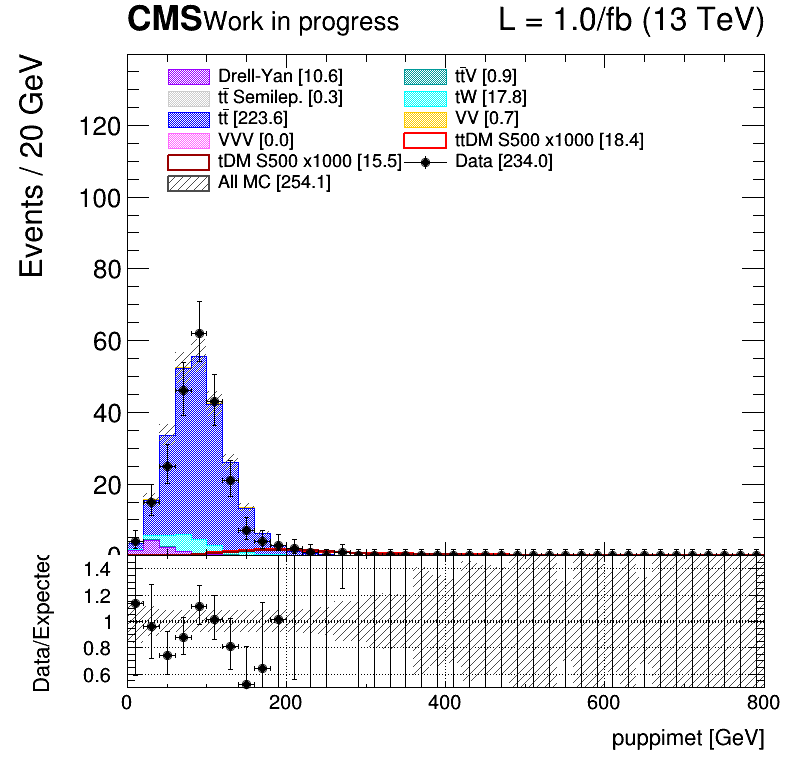 CMS Work in progress L = 1.0/fb (13 TeV)
Events / 20 GeV
Drell-Yan [10.6] tt̄V [0.9]
tt̄ Semilep. [0.3] tW [17.8]
tt̄ [223.6] VV [0.7]
VVV [0.0] ttDM S500 x1000 [18.4]
tDM S500 x1000 [15.5] Data [234.0]
All MC [254.1]
120
100
80
60
40
20
0
Data/Expected
1.4
1.2
1
0.8
0.6
0 200 400 600 800
puppimet [GeV]